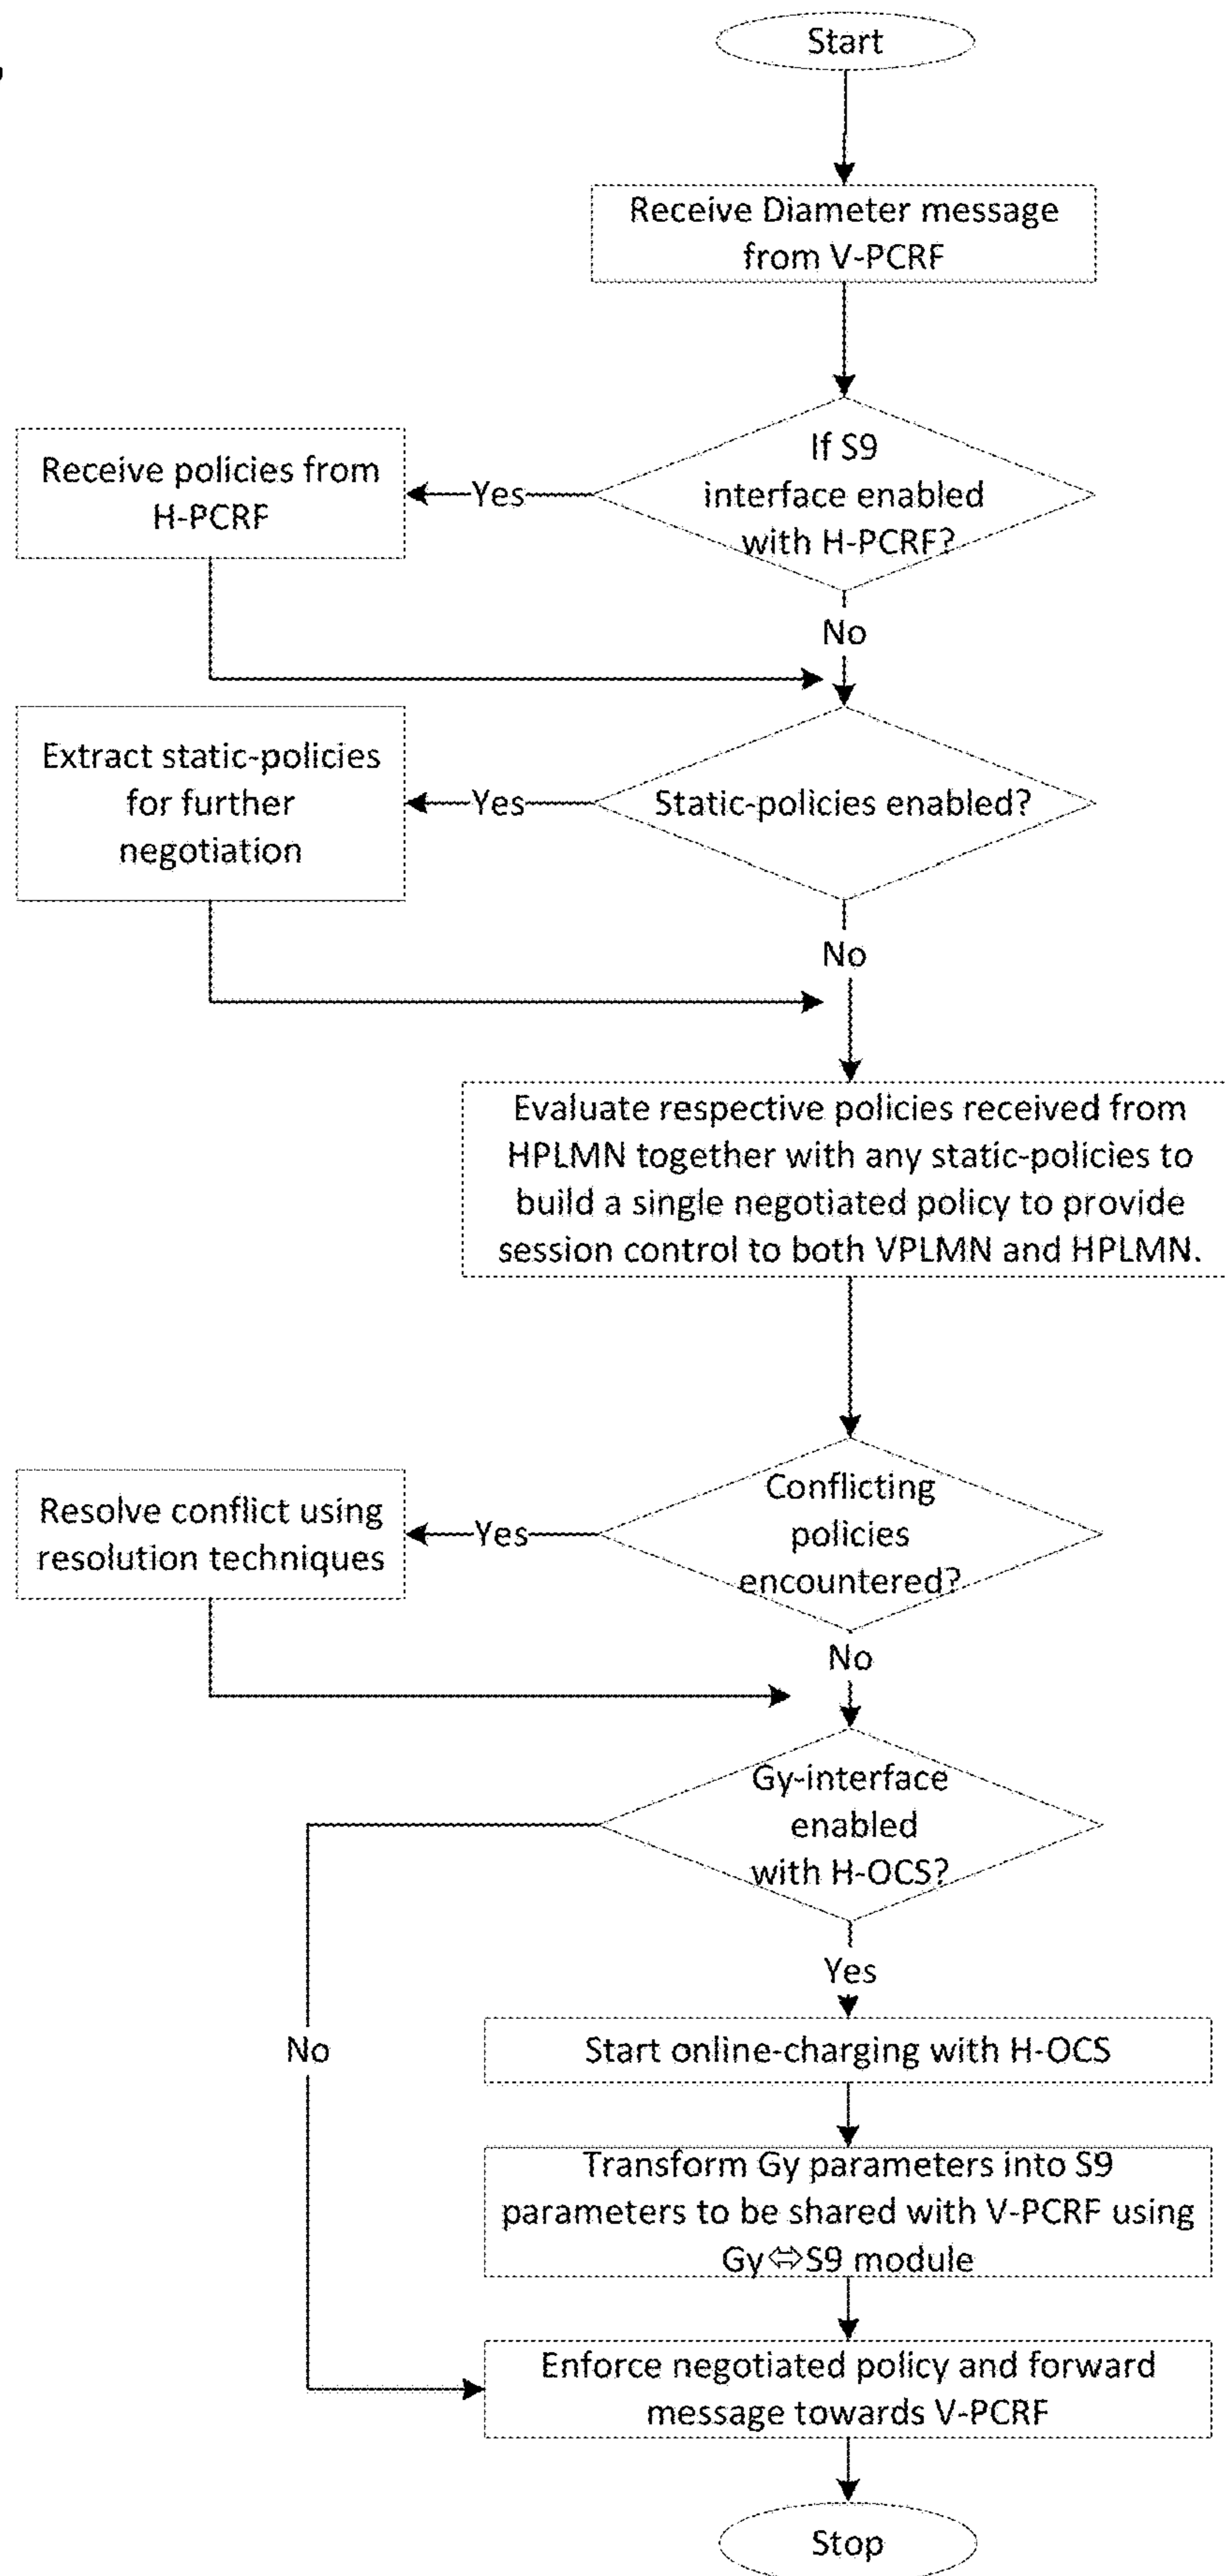 Start
Receive Diameter message
from V-PCRF
If S9
interface enabled
with H-PCRF?
Yes
Receive policies from
H-PCRF
No
Static-policies enabled?
Yes
Extract static-policies
for further
negotiation
No
Evaluate respective policies received from
HPLMN together with any static-policies to
build a single negotiated policy to provide
session control to both VPLMN and HPLMN.
Conflicting
policies
encountered?
Yes
Resolve conflict using
resolution techniques
No
Gy-interface
enabled
with H-OCS?
Yes
No
Start online-charging with H-OCS
Transform Gy parameters into S9
parameters to be shared with V-PCRF using
Gy⇔S9 module
Enforce negotiated policy and forward
message towards V-PCRF
Stop